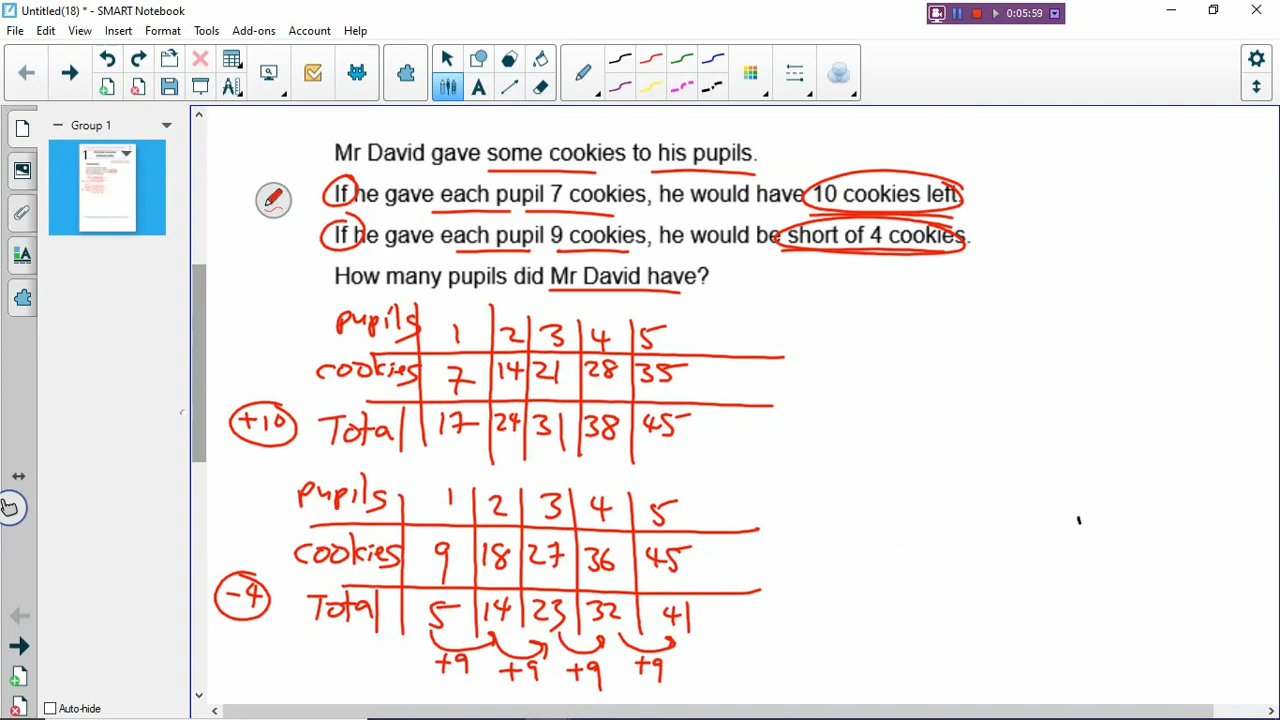 Untitled(18) * - SMART Notebook
00:05:59
File Edit View Insert Format Tools Add-ons Account Help
Group 1
1
Mr David gave some cookies to his pupils.
If he gave each pupil 7 cookies, he would have 10 cookies left.
If he gave each pupil 9 cookies, he would be short of 4 cookies.
How many pupils did Mr David have?
pupils 1 2 3 4 5
cookies 7 14 21 28 35
+10 Total 17 24 31 38 45
pupils 1 2 3 4 5
cookies 9 18 27 36 45
-4 Total 5 14 23 32 41
+9 +9 +9 +9
Auto-hide